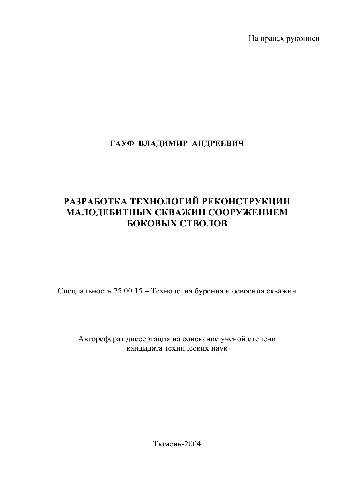 На правах рукописи
ГАУФ ВЛАДИМИР АНДРЕЕВИЧ
РАЗРАБОТКА ТЕХНОЛОГИЙ РЕКОНСТРУКЦИИ
МАЛОДЕБИТНЫХ СКВАЖИН СООРУЖЕНИЕМ
БОКОВЫХ СТВОЛОВ
Специальность 25.00.15 – Технология бурения и освоения скважин
Автореферат диссертации на соискание ученой степени
кандидата технических наук
Тюмень-2004